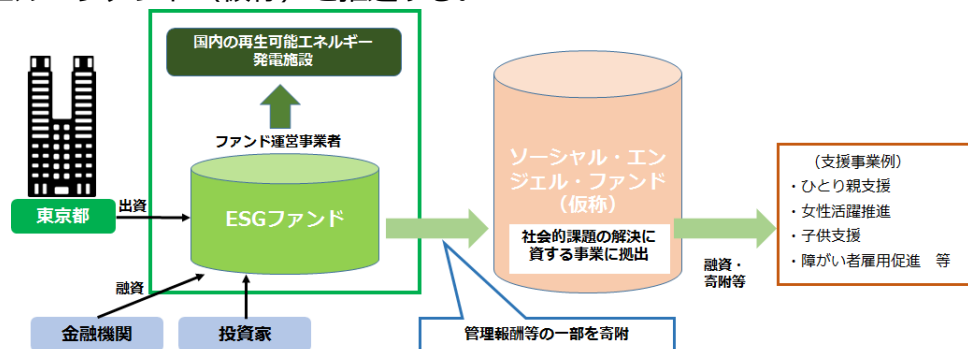 国内の再生可能エネルギー
発電施設
ファンド運営事業者
東京都
出資
ESGファンド
融資
金融機関
投資家
管理報酬等の一部を寄附
ソーシャル・エン
ジェル・ファンド
（仮称）
社会的課題の解決に
資する事業に拠出
融資・
寄附等
（支援事業例）
・ひとり親支援
・女性活躍推進
・子供支援
・障がい者雇用促進　等